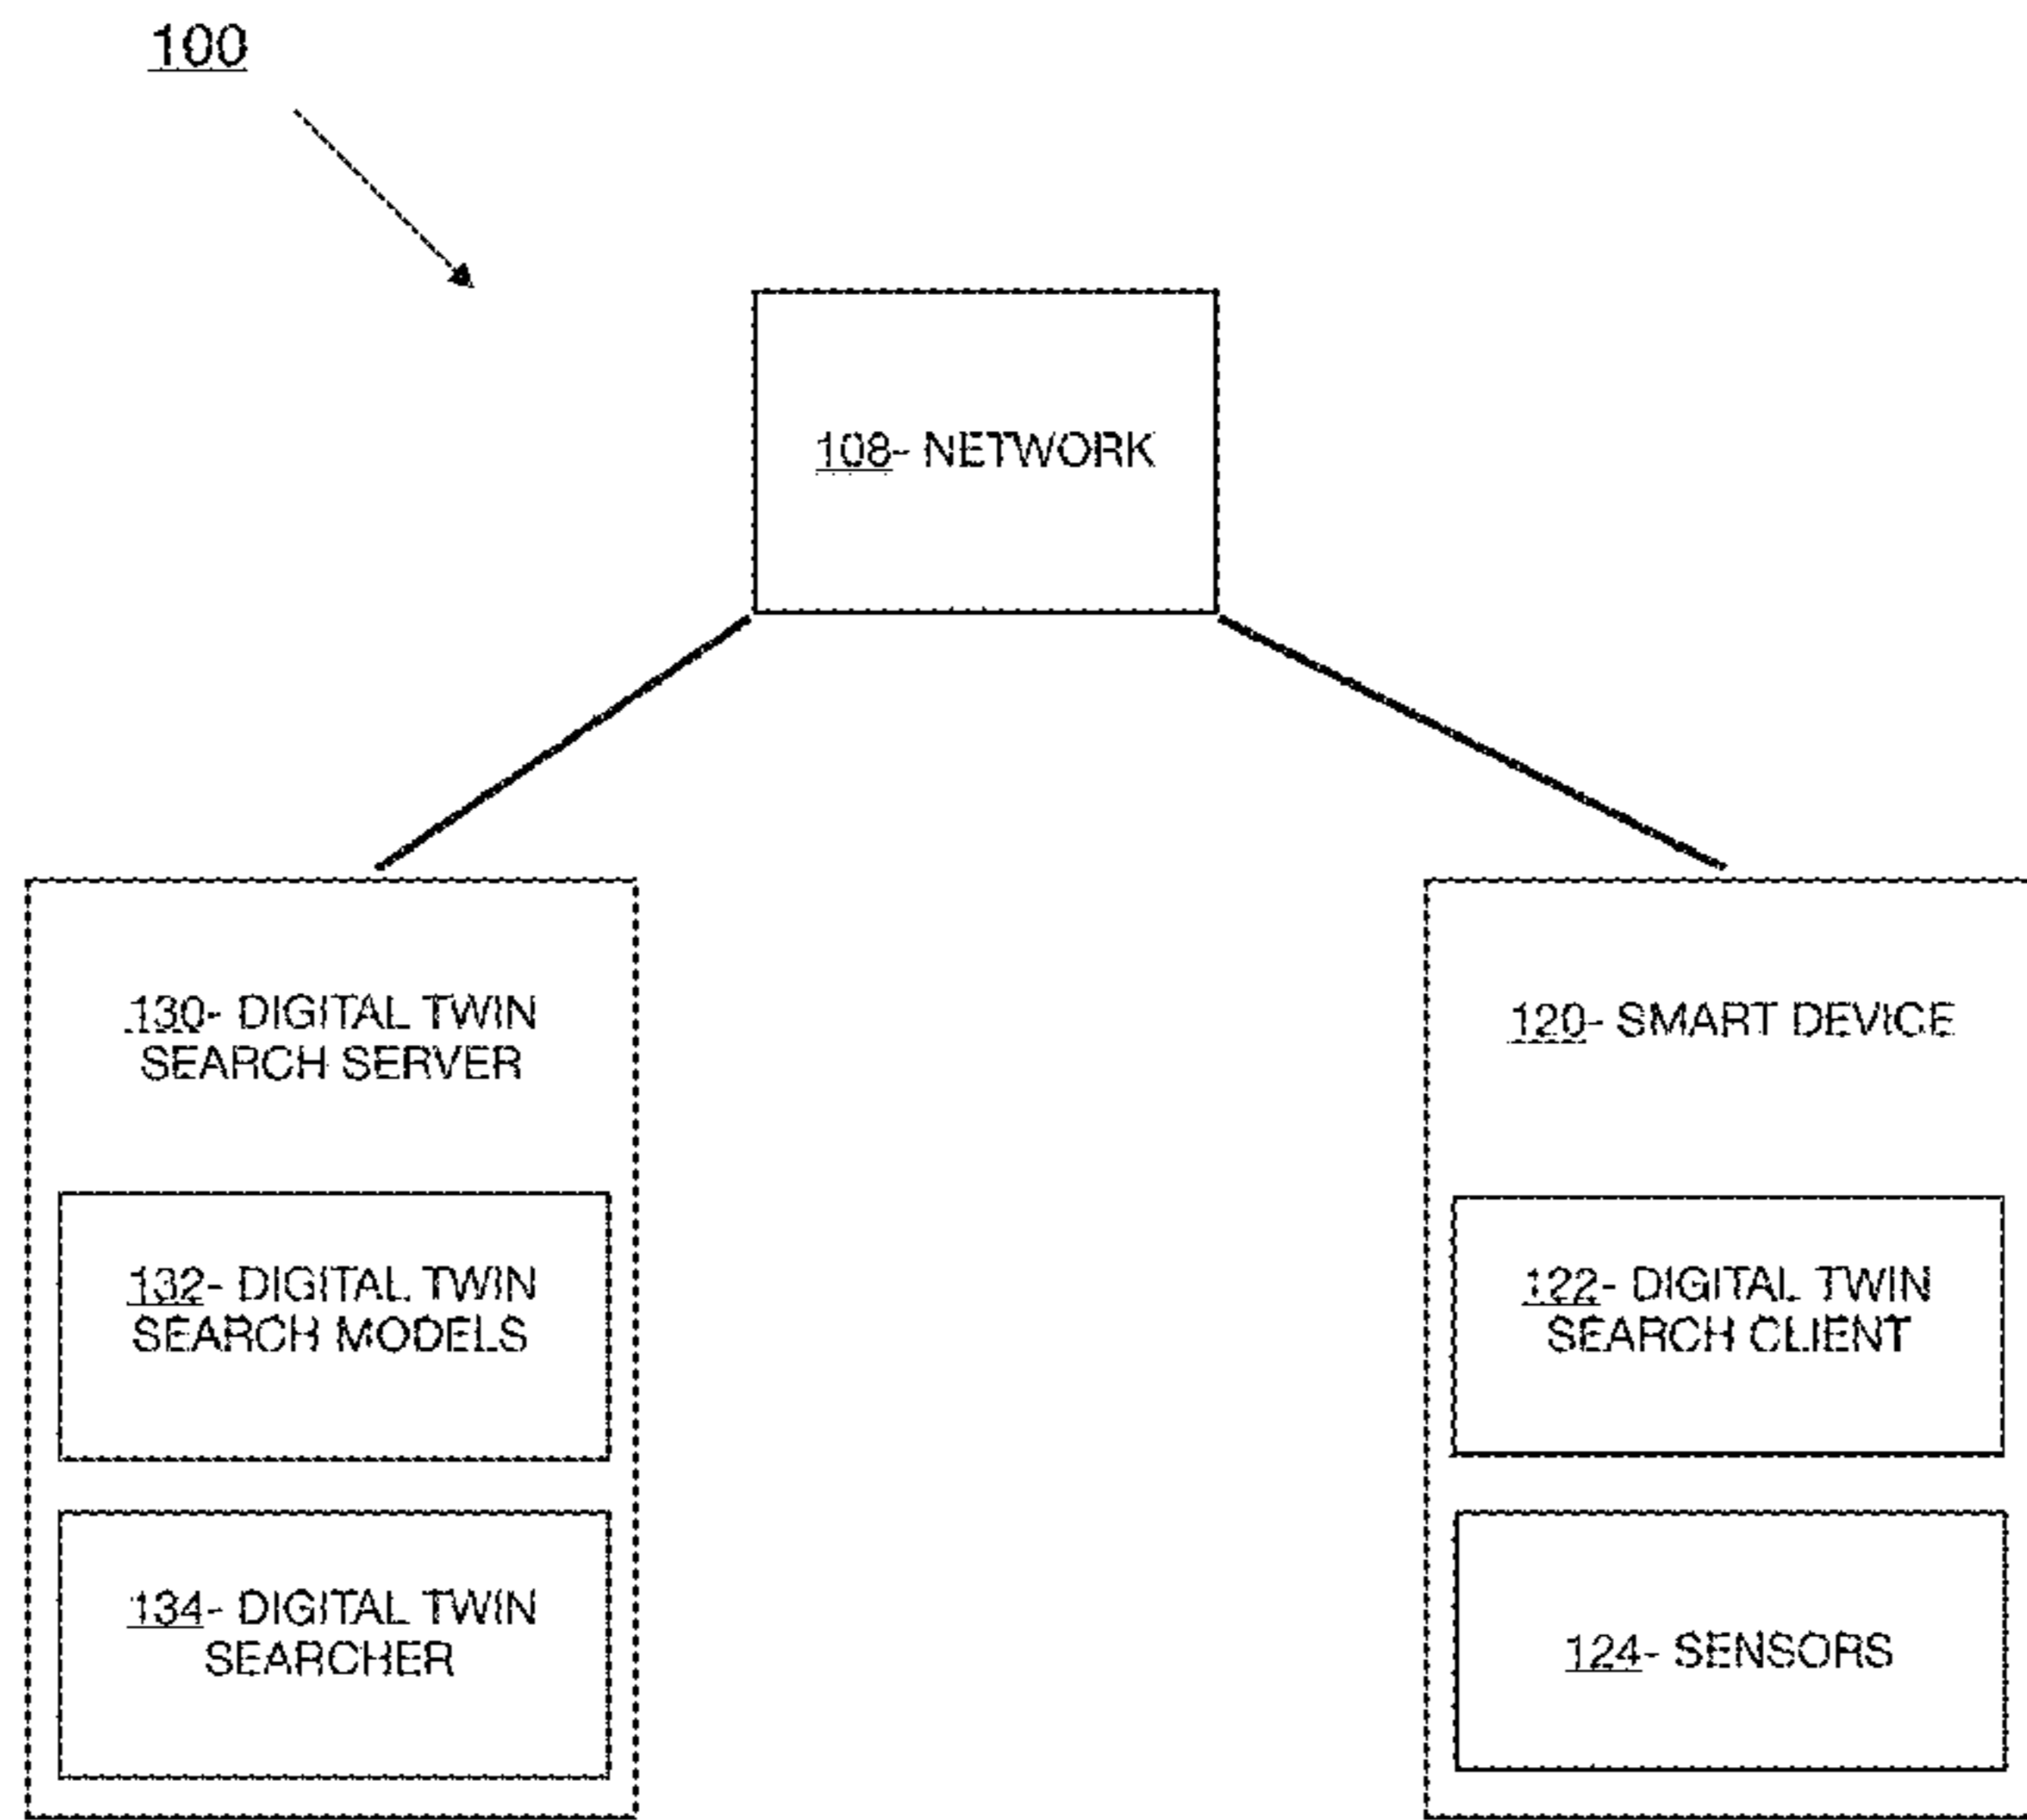 100
108- NETWORK
130- DIGITAL TWIN
SEARCH SERVER
132- DIGITAL TWIN
SEARCH MODELS
134- DIGITAL TWIN
SEARCHER
120- SMART DEVICE
122- DIGITAL TWIN
SEARCH CLIENT
124- SENSORS